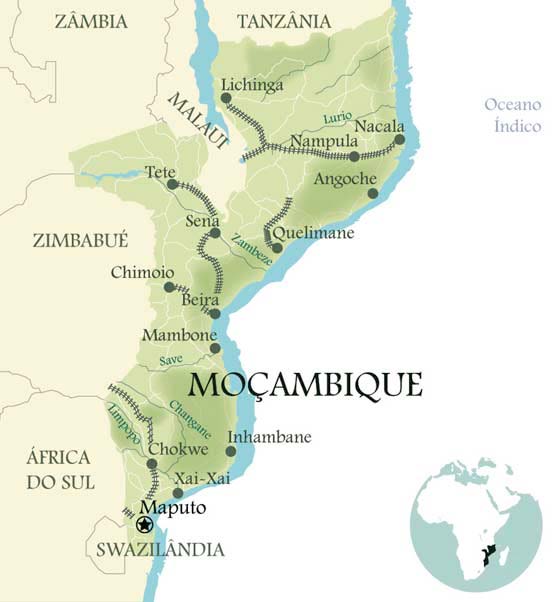 ZÂMBIA
TANZÂNIA
Lichinga
MALAUI
Oceano
Índico
Lurio
Nacala
Nampula
Tete
Angoche
Sena
Quelimane
ZIMBABUÉ
Zambeze
Chimoio
Beira
Mambone
Save
MOÇAMBIQUE
Limpopo
Changane
Inhambane
Chokwe
ÁFRICA
DO SUL
Xai-Xai
Maputo
SWAZILÂNDIA